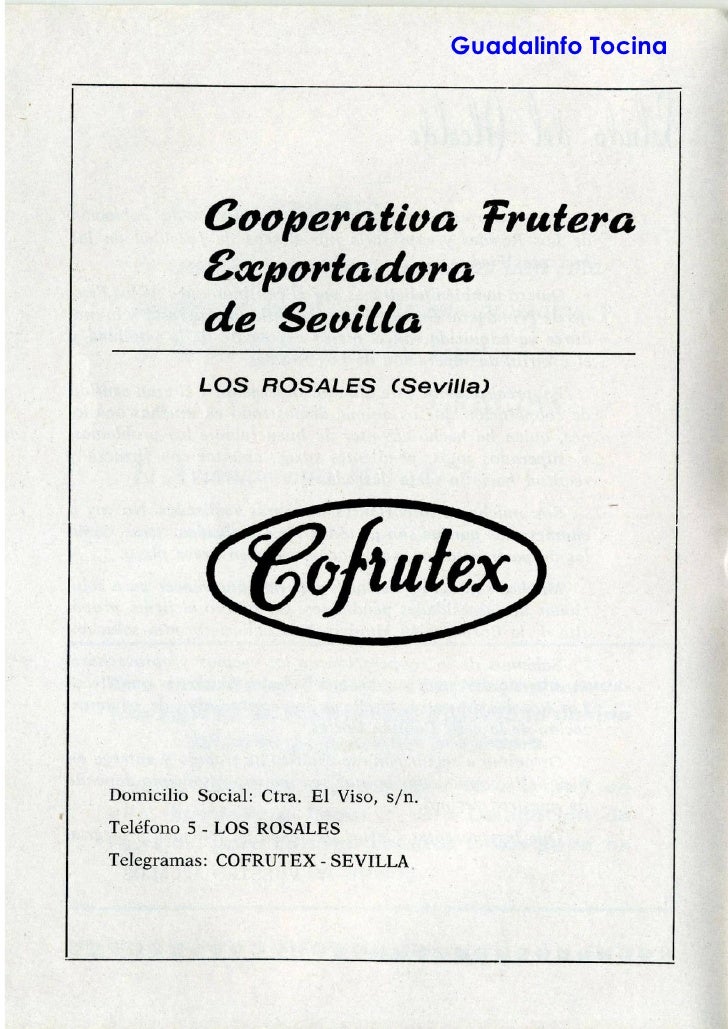 Guadalinfo Tocina
Cooperativa Frutera
Exportadora
de Sevilla
LOS ROSALES (Sevilla)
Cofrutex
Domicilio Social: Ctra. El Viso, s/n.
Teléfono 5 - LOS ROSALES
Telegramas: COFRUTEX - SEVILLA